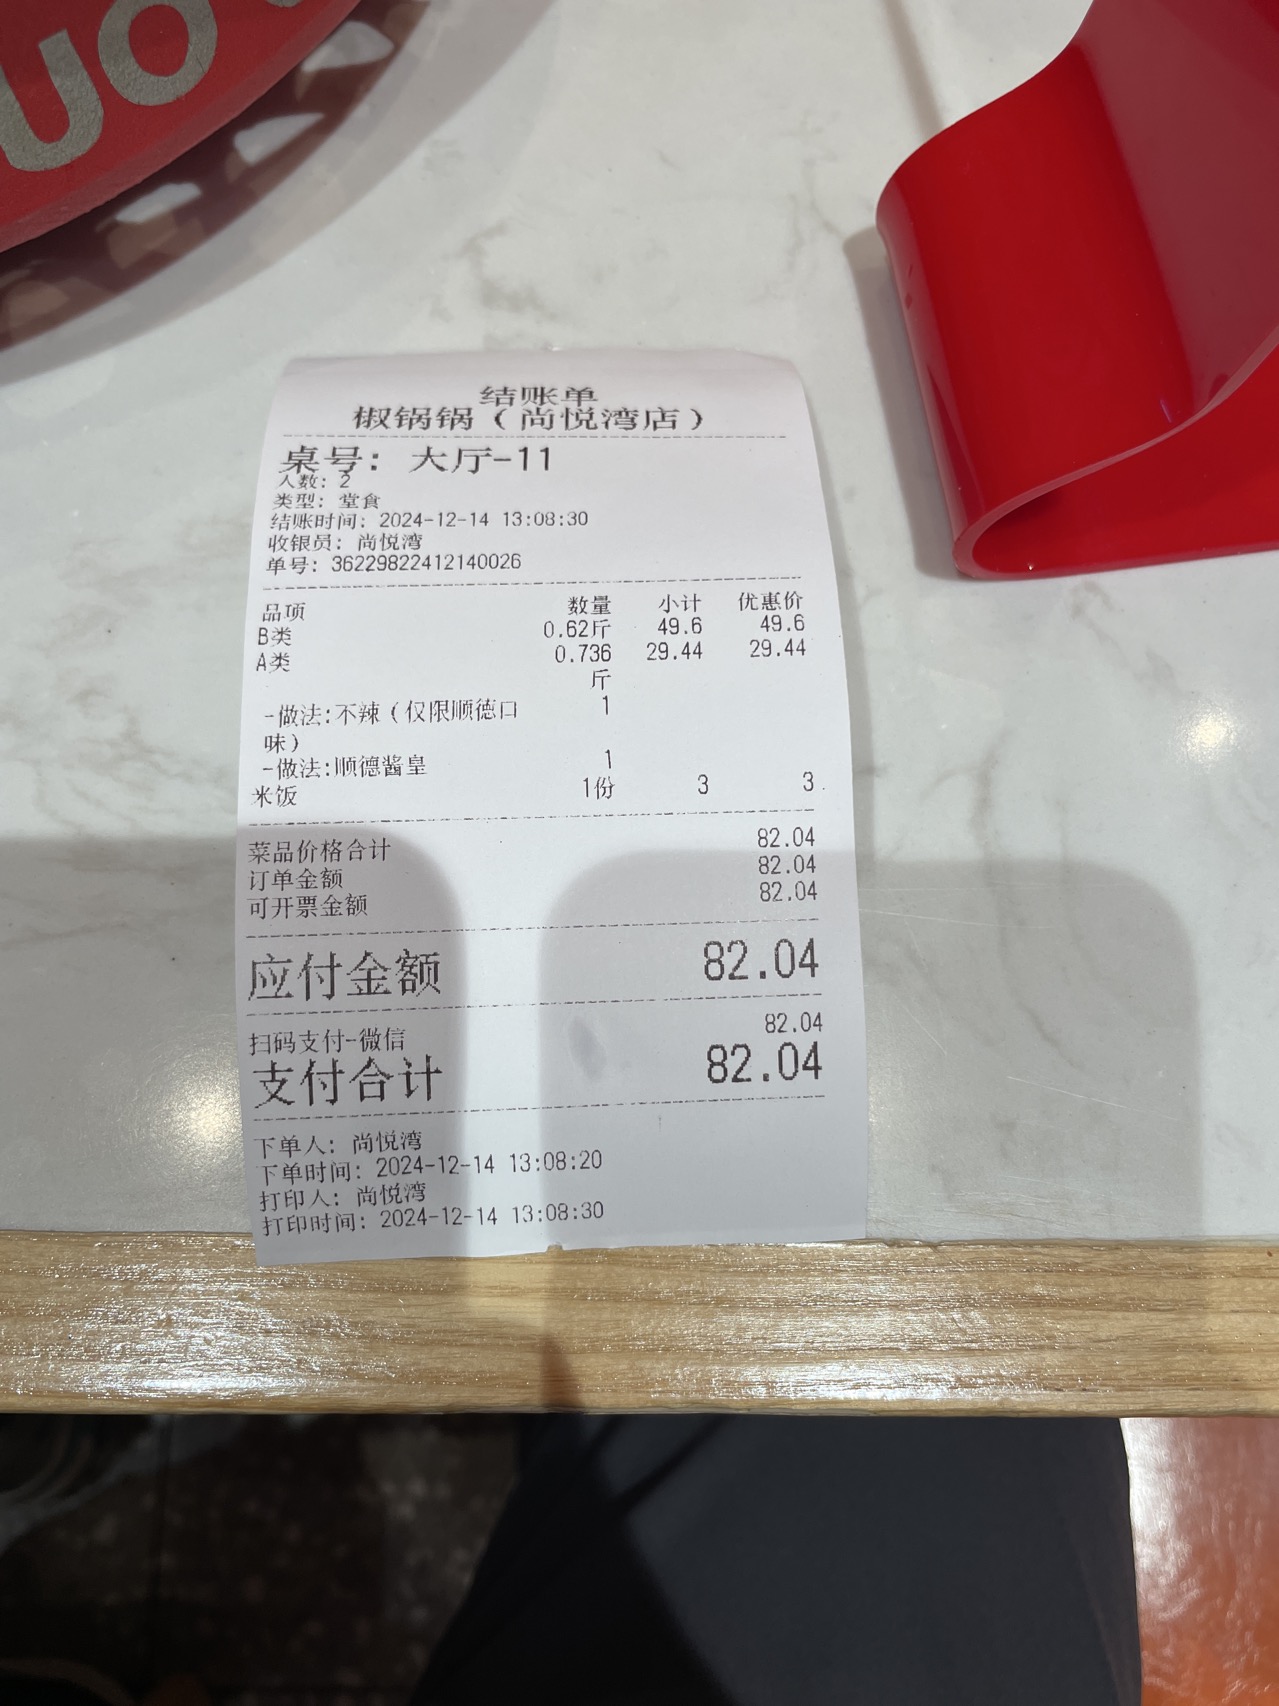 UO
结账单
椒锅锅（尚悦湾店）
桌号： 大厅-11
人数： 2
类型： 堂食
结账时间： 2024-12-14 13:08:30
收银员： 尚悦湾
单号： 36229822412140026
品项 数量 小计 优惠价
B类 0.62斤 49.6 49.6
A类 0.736 29.44 29.44
斤
-做法:不辣（仅限顺德口 1
味）
-做法:顺德酱皇 1
米饭 1份 3 3
菜品价格合计 82.04
订单金额 82.04
可开票金额 82.04
应付金额 82.04
扫码支付-微信 82.04
支付合计 82.04
下单人： 尚悦湾
下单时间： 2024-12-14 13:08:20
打印人： 尚悦湾
打印时间： 2024-12-14 13:08:30